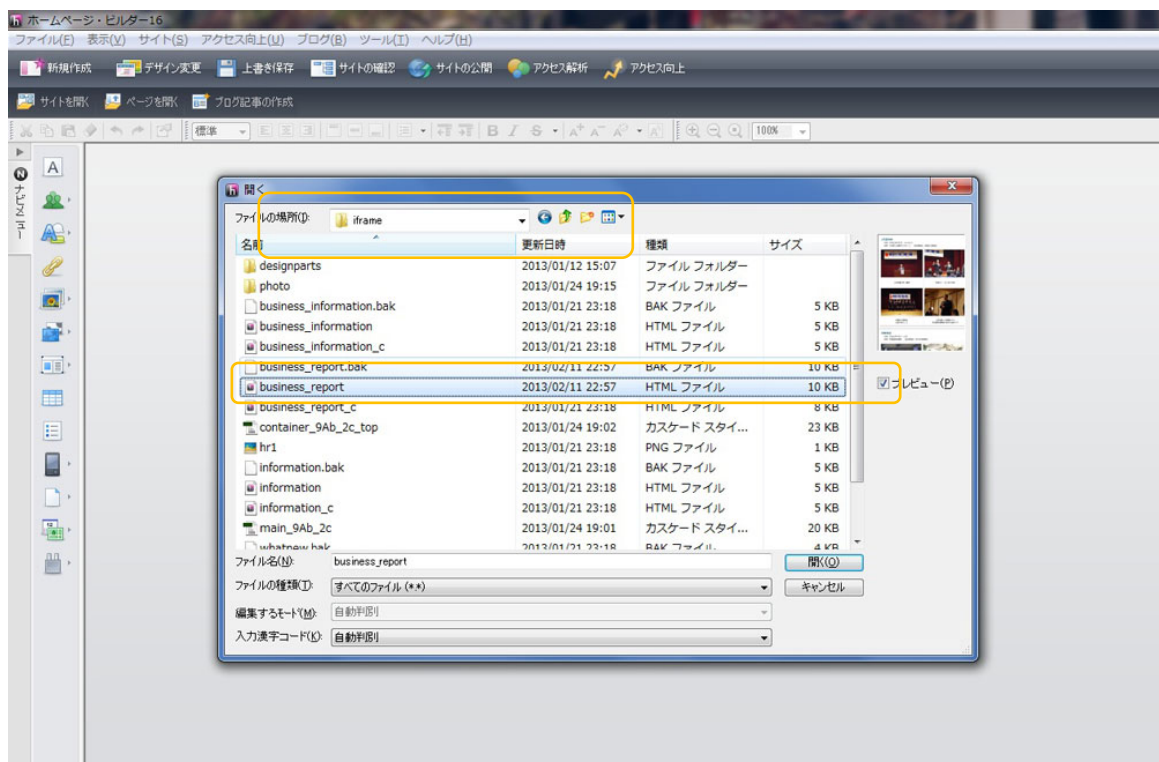 ホームページ・ビルダー16
ファイル(F) 表示(V) サイト(S) アクセス向上(U) ブログ(B) ツール(T) ヘルプ(H)
新規作成 デザイン変更 上書き保存 サイトの確認 サイトの公開 アクセス解析 アクセス向上
サイトを開く ページを開く ブログ記事の作成
標準 B I S A+ A- 100%
ナビメニュー
開く
ファイルの場所(I): iframe
名前 更新日時 種類 サイズ
designparts 2013/01/12 15:07 ファイル フォルダー
photo 2013/01/24 19:15 ファイル フォルダー
business_information.bak 2013/01/21 23:18 BAK ファイル 5 KB
business_information 2013/01/21 23:18 HTML ファイル 5 KB
business_information_c 2013/01/21 23:18 HTML ファイル 5 KB
business_report.bak 2013/02/11 22:57 BAK ファイル 10 KB
business_report 2013/02/11 22:57 HTML ファイル 10 KB
プレビュー(P)
business_report_c 2013/01/21 23:18 HTML ファイル 8 KB
container_9Ab_2c_top 2013/01/24 19:02 カスケード スタイ... 23 KB
hr1 2013/01/21 23:18 PNG ファイル 1 KB
information.bak 2013/01/21 23:18 BAK ファイル 5 KB
information 2013/01/21 23:18 HTML ファイル 5 KB
information_c 2013/01/21 23:18 HTML ファイル 5 KB
main_9Ab_2c 2013/01/24 19:01 カスケード スタイ... 20 KB
whatnew.bak 2013/01/21 23:18 BAK ファイル 4 KB
ファイル名(N): business_report 開く(O)
ファイルの種類(T): すべてのファイル (*.*) キャンセル
編集するモード(M): 自動判別
入力漢字コード(K): 自動判別